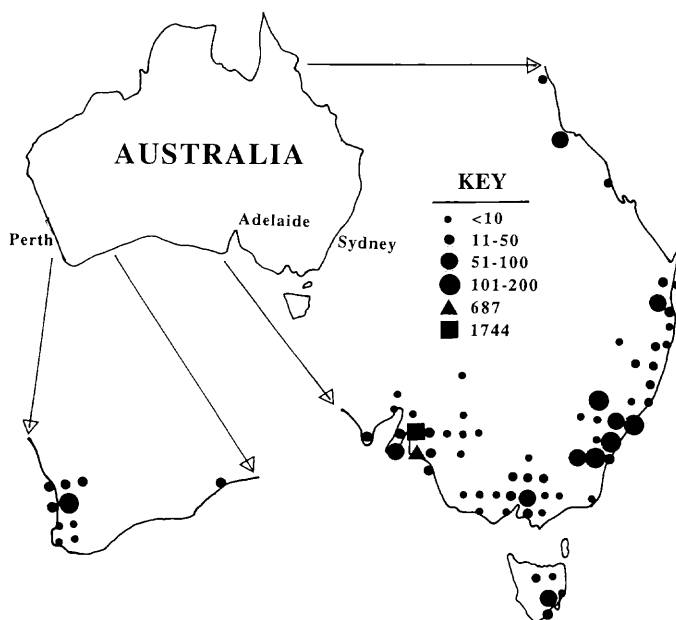 AUSTRALIA
Adelaide
Perth
Sydney
KEY
<10
11-50
51-100
101-200
687
1744